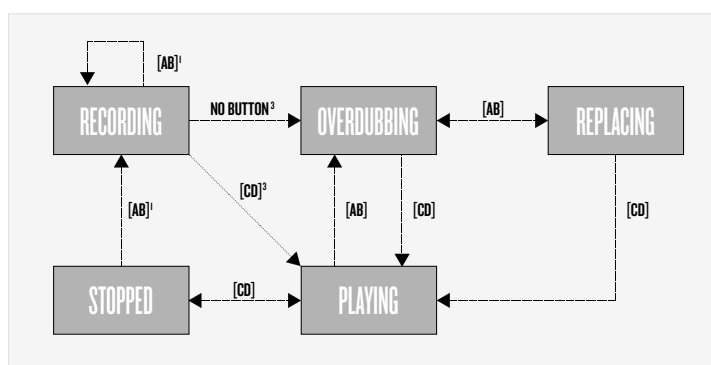 [AB]¹
RECORDING
NO BUTTON³
OVERDUBBING
[AB]
REPLACING
[AB]¹
[CD]³
[AB]
[CD]
[CD]
STOPPED
[CD]
PLAYING